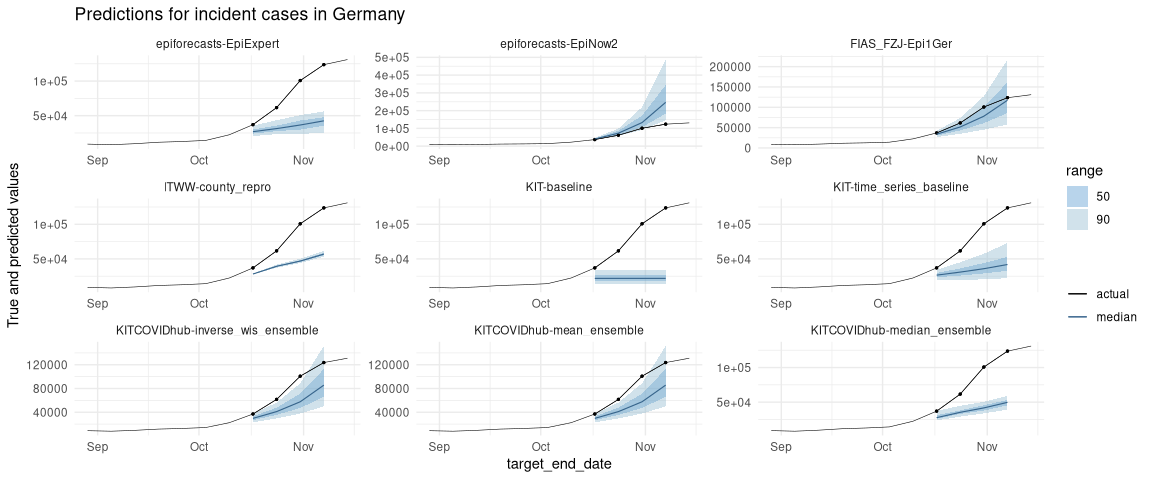 Predictions for incident cases in Germany
epiforecasts-EpiExpert
epiforecasts-EpiNow2
FIAS_FZJ-Epi1Ger
1e+05
5e+04
5e+05
4e+05
3e+05
2e+05
1e+05
0e+00
200000
150000
100000
50000
0
Sep Oct Nov
Sep Oct Nov
Sep Oct Nov
ITWW-county_repro
KIT-baseline
KIT-time_series_baseline
1e+05
5e+04
1e+05
5e+04
1e+05
5e+04
Sep Oct Nov
Sep Oct Nov
Sep Oct Nov
KITCOVIDhub-inverse_wis_ensemble
KITCOVIDhub-mean_ensemble
KITCOVIDhub-median_ensemble
120000
80000
40000
120000
80000
40000
1e+05
5e+04
Sep Oct Nov
Sep Oct Nov
Sep Oct Nov
target_end_date
True and predicted values
range
50
90
actual
median